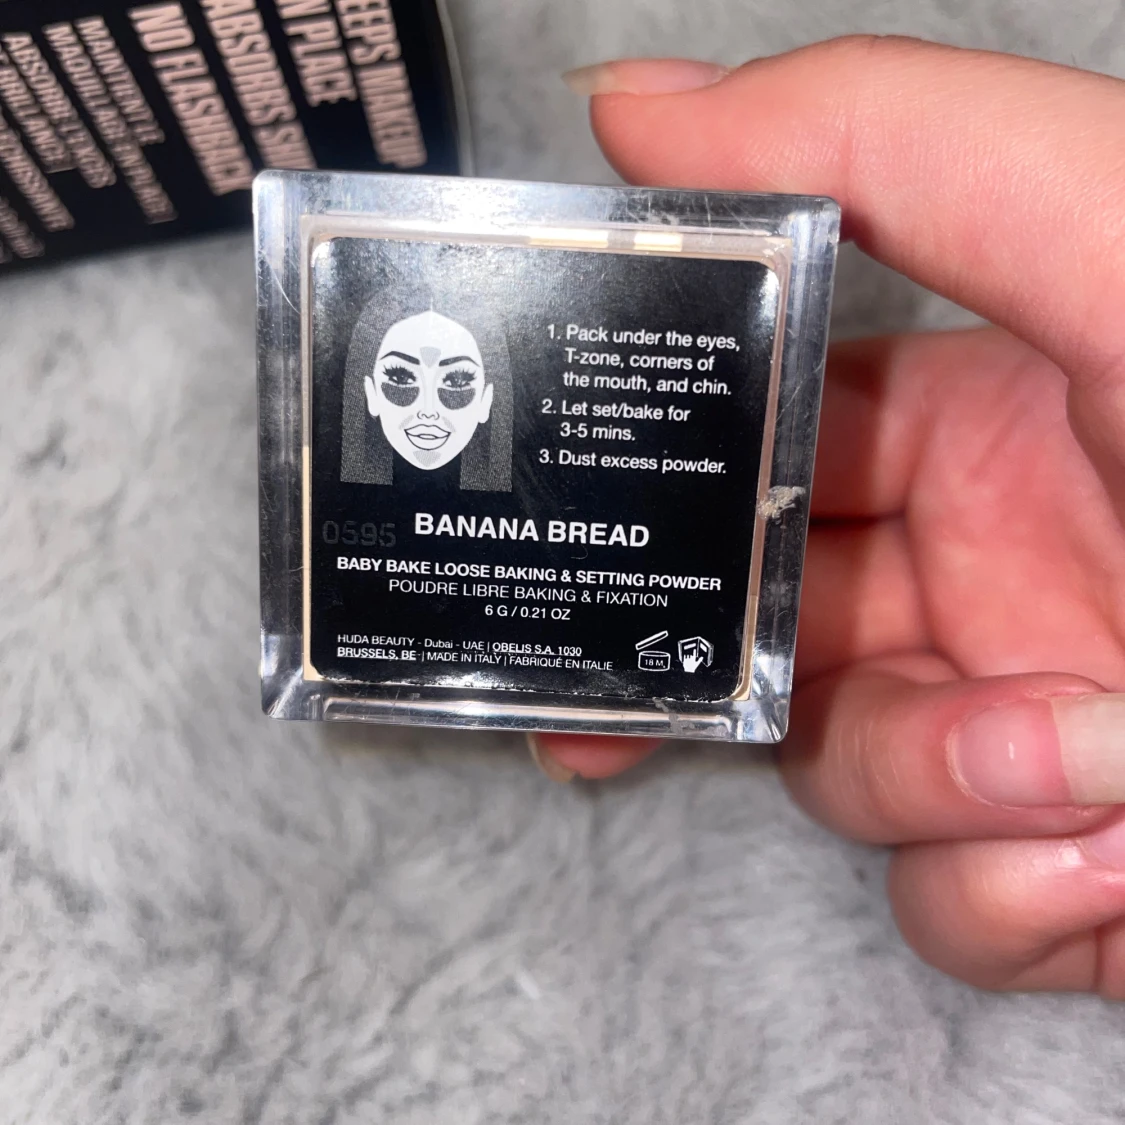 EEPS MAKEUP
N PLACE
ABSORBS
NO FLASHBACK
MAINTIENT LE
1. Pack under the eyes,
T-zone, corners of
the mouth, and chin.
2. Let set/bake for
3-5 mins.
3. Dust excess powder.
0595
BANANA BREAD
BABY BAKE LOOSE BAKING & SETTING POWDER
POUDRE LIBRE BAKING & FIXATION
6 G / 0.21 OZ
HUDA BEAUTY - Dubai - UAE | OBELIS S.A. 1030
BRUSSELS, BE | MADE IN ITALY | FABRIQUÉ EN ITALIE
18 M